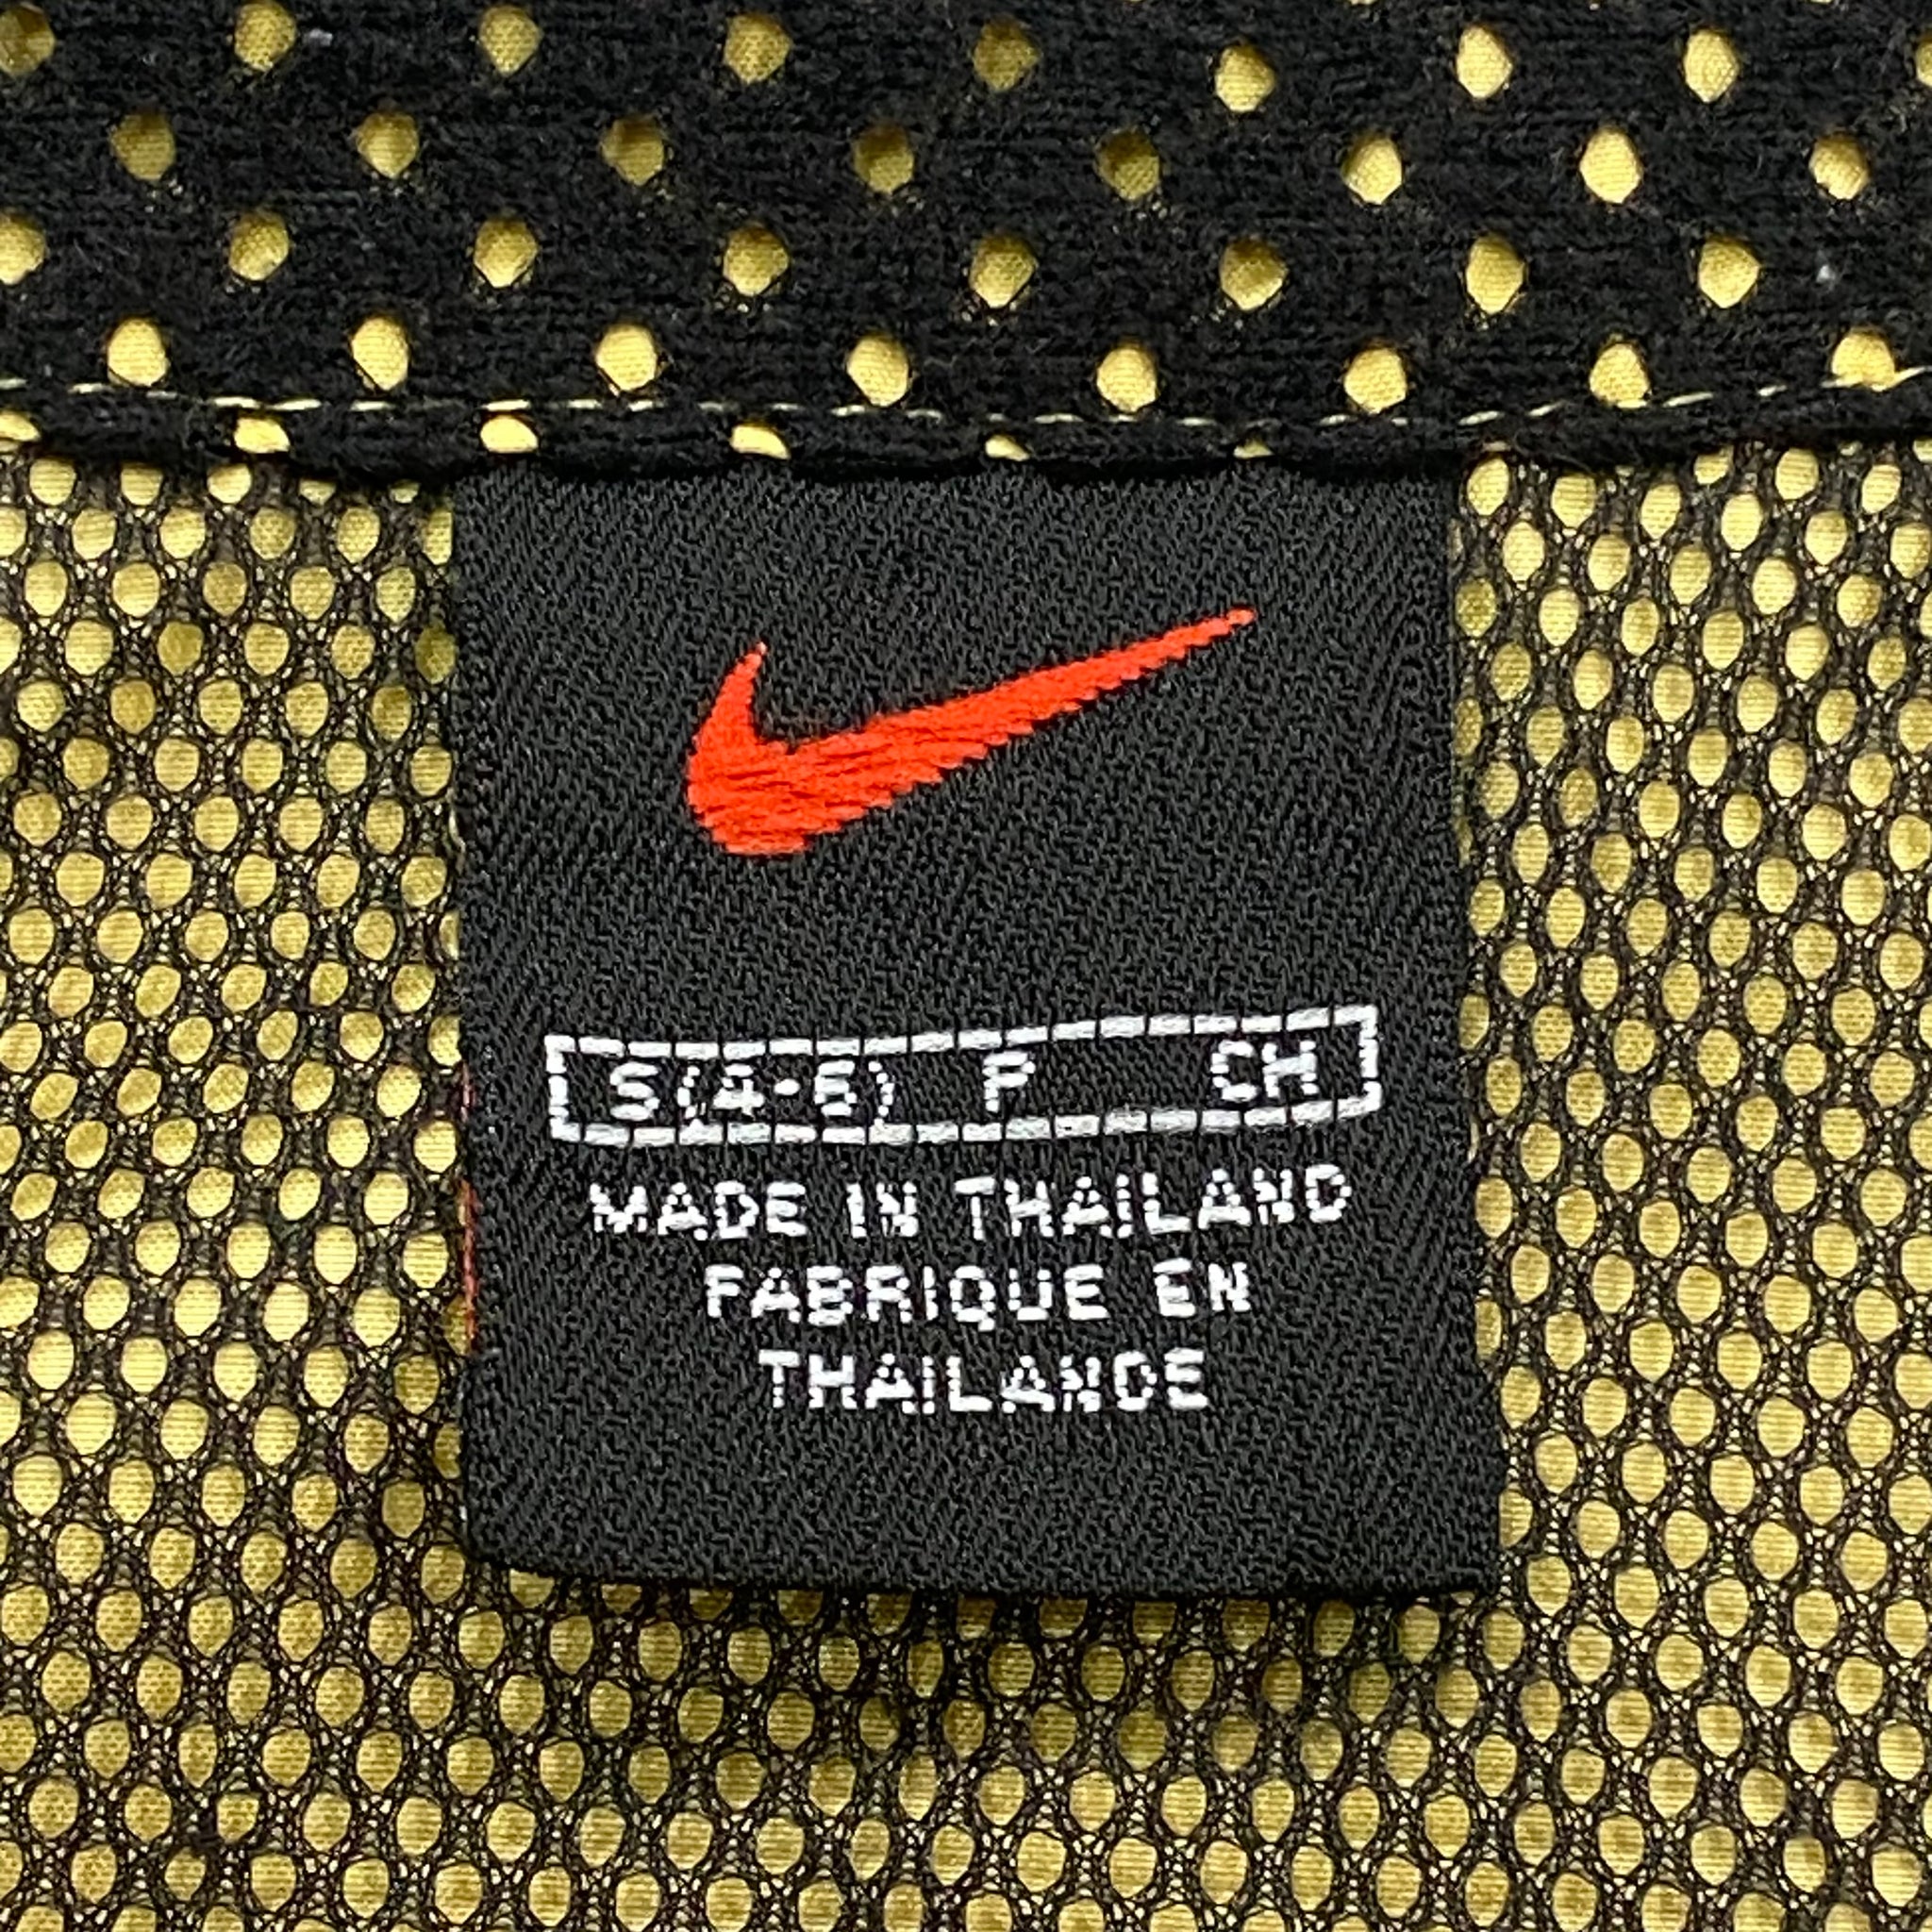 S(4-6) P CH
MADE IN THAILAND
FABRIQUE EN
THAILANDE